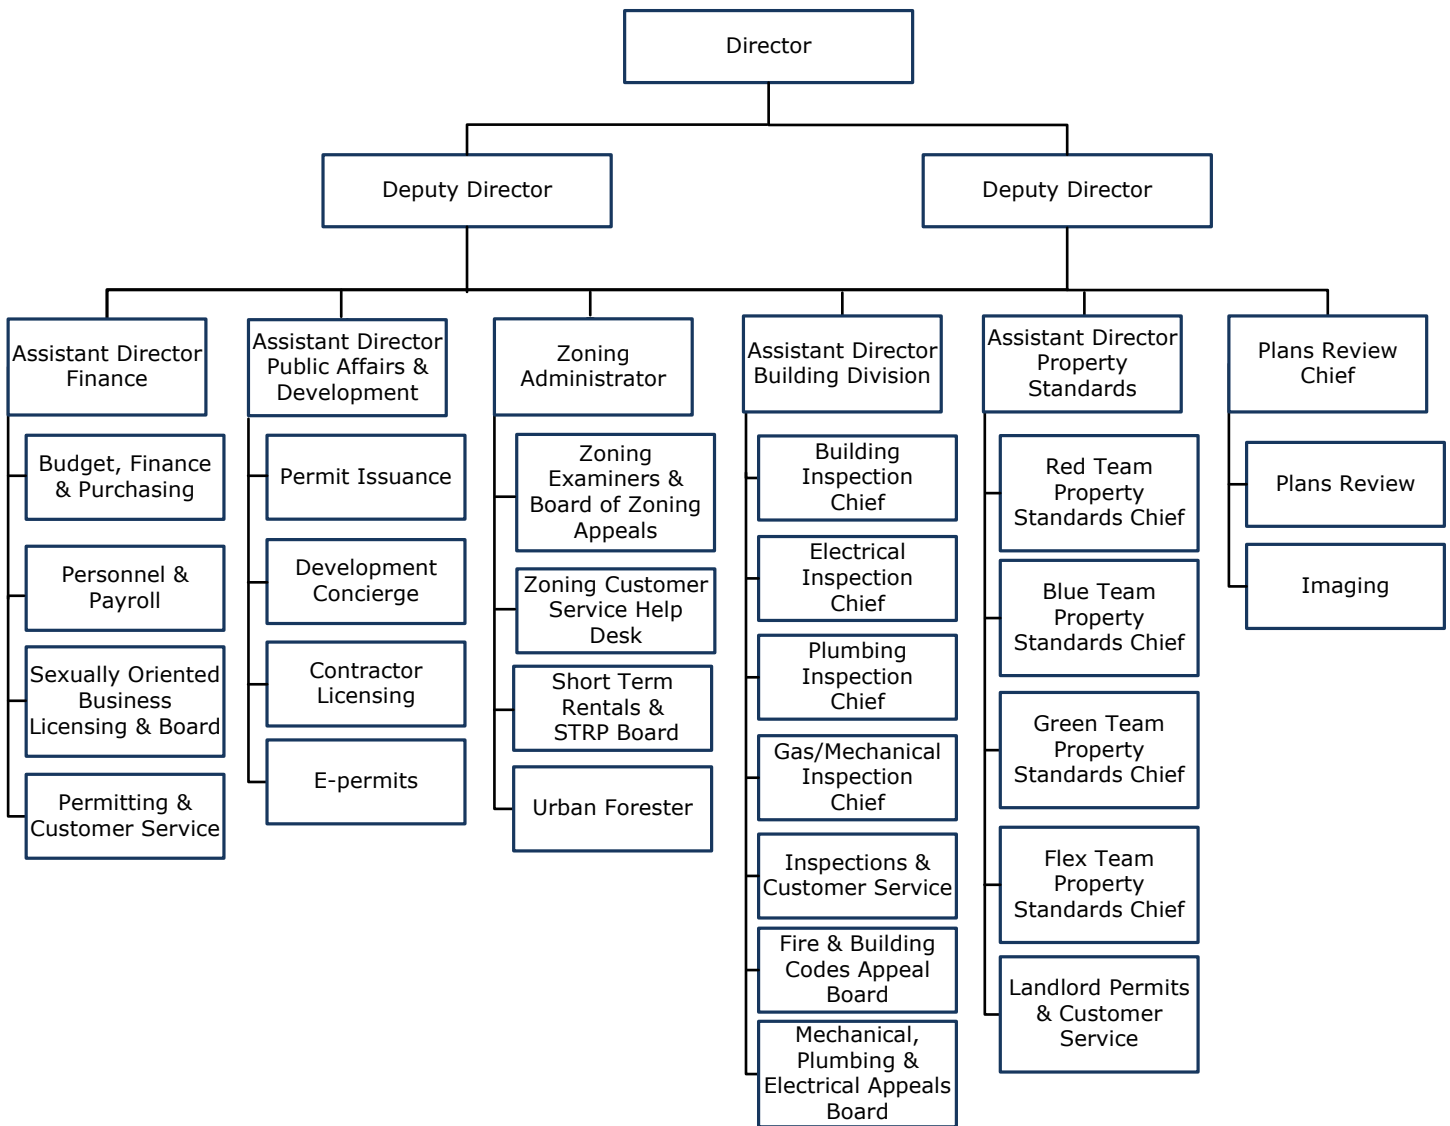 Director
Deputy Director
Deputy Director
Assistant Director
Finance
Budget, Finance
& Purchasing
Personnel &
Payroll
Sexually Oriented
Business
Licensing & Board
Permitting &
Customer Service
Assistant Director
Public Affairs &
Development
Permit Issuance
Development
Concierge
Contractor
Licensing
E-permits
Zoning
Administrator
Zoning
Examiners &
Board of Zoning
Appeals
Zoning Customer
Service Help
Desk
Short Term
Rentals &
STRP Board
Urban Forester
Assistant Director
Building Division
Building
Inspection
Chief
Electrical
Inspection
Chief
Plumbing
Inspection
Chief
Gas/Mechanical
Inspection
Chief
Inspections &
Customer Service
Fire & Building
Codes Appeal
Board
Mechanical,
Plumbing &
Electrical Appeals
Board
Assistant Director
Property
Standards
Red Team
Property
Standards Chief
Blue Team
Property
Standards Chief
Green Team
Property
Standards Chief
Flex Team
Property
Standards Chief
Landlord Permits
& Customer
Service
Plans Review
Chief
Plans Review
Imaging